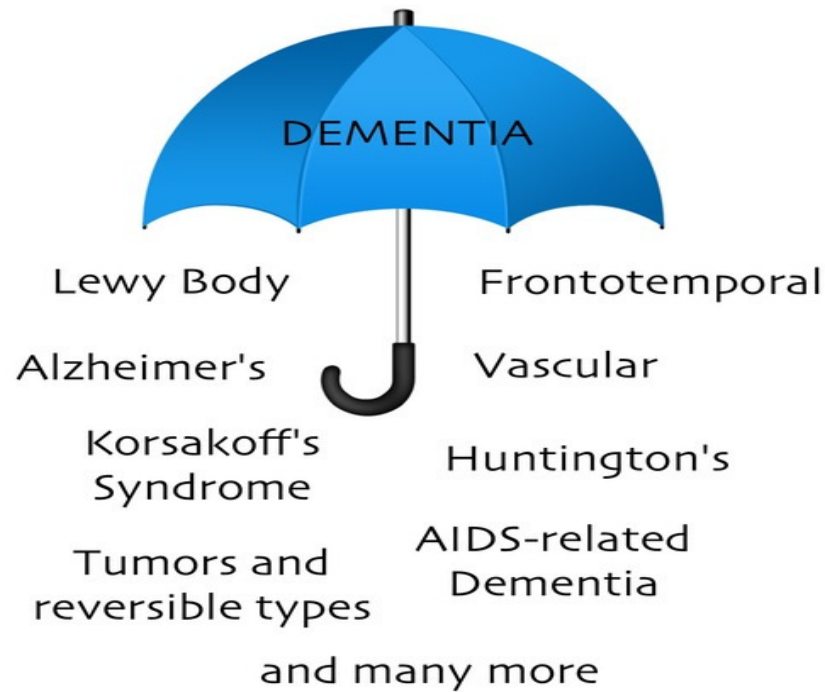 DEMENTIA
Lewy Body
Frontotemporal
Alzheimer's
Vascular
Korsakoff's
Syndrome
Huntington's
Tumors and
reversible types
AIDS-related
Dementia
and many more